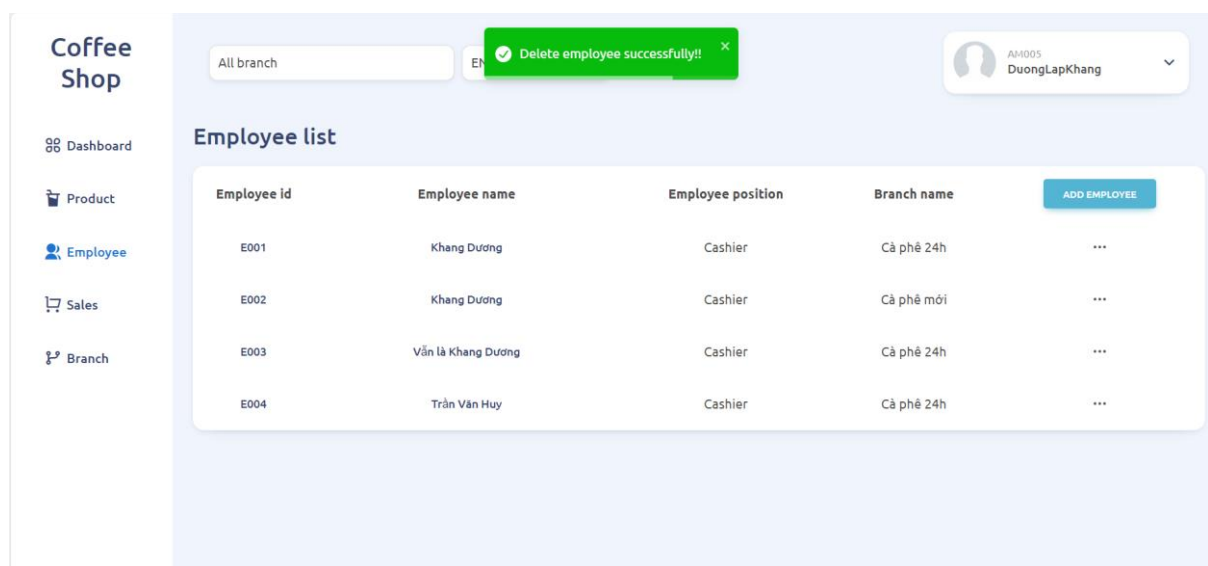 Coffee
Shop
All branch
Delete employee successfully!!
AM005
DuongLapKhang
Dashboard
Product
Employee
Sales
Branch
Employee list
Employee id Employee name Employee position Branch name ADD EMPLOYEE
E001 Khang Dương Cashier Cà phê 24h ...
E002 Khang Dương Cashier Cà phê mới ...
E003 Vẫn là Khang Dương Cashier Cà phê 24h ...
E004 Trần Văn Huy Cashier Cà phê 24h ...